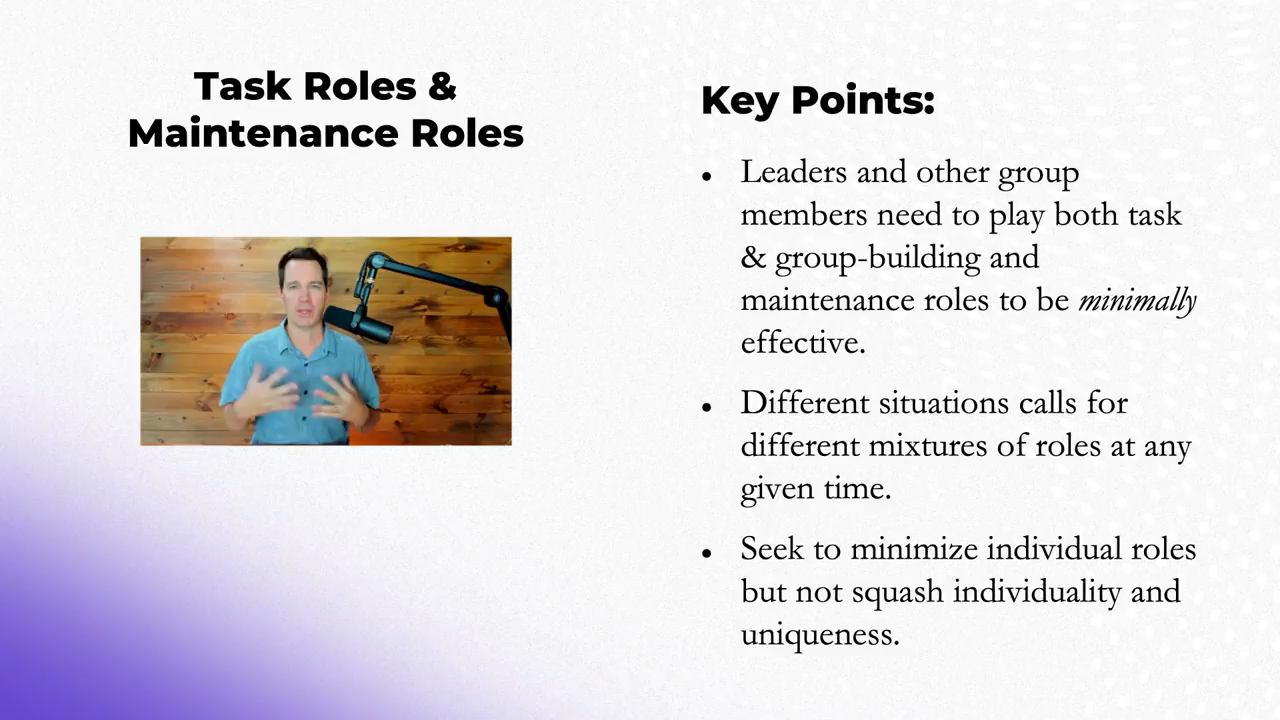 Task Roles &
Maintenance Roles
Key Points:
• Leaders and other group
members need to play both task
& group-building and
maintenance roles to be minimally
effective.
• Different situations calls for
different mixtures of roles at any
given time.
• Seek to minimize individual roles
but not squash individuality and
uniqueness.